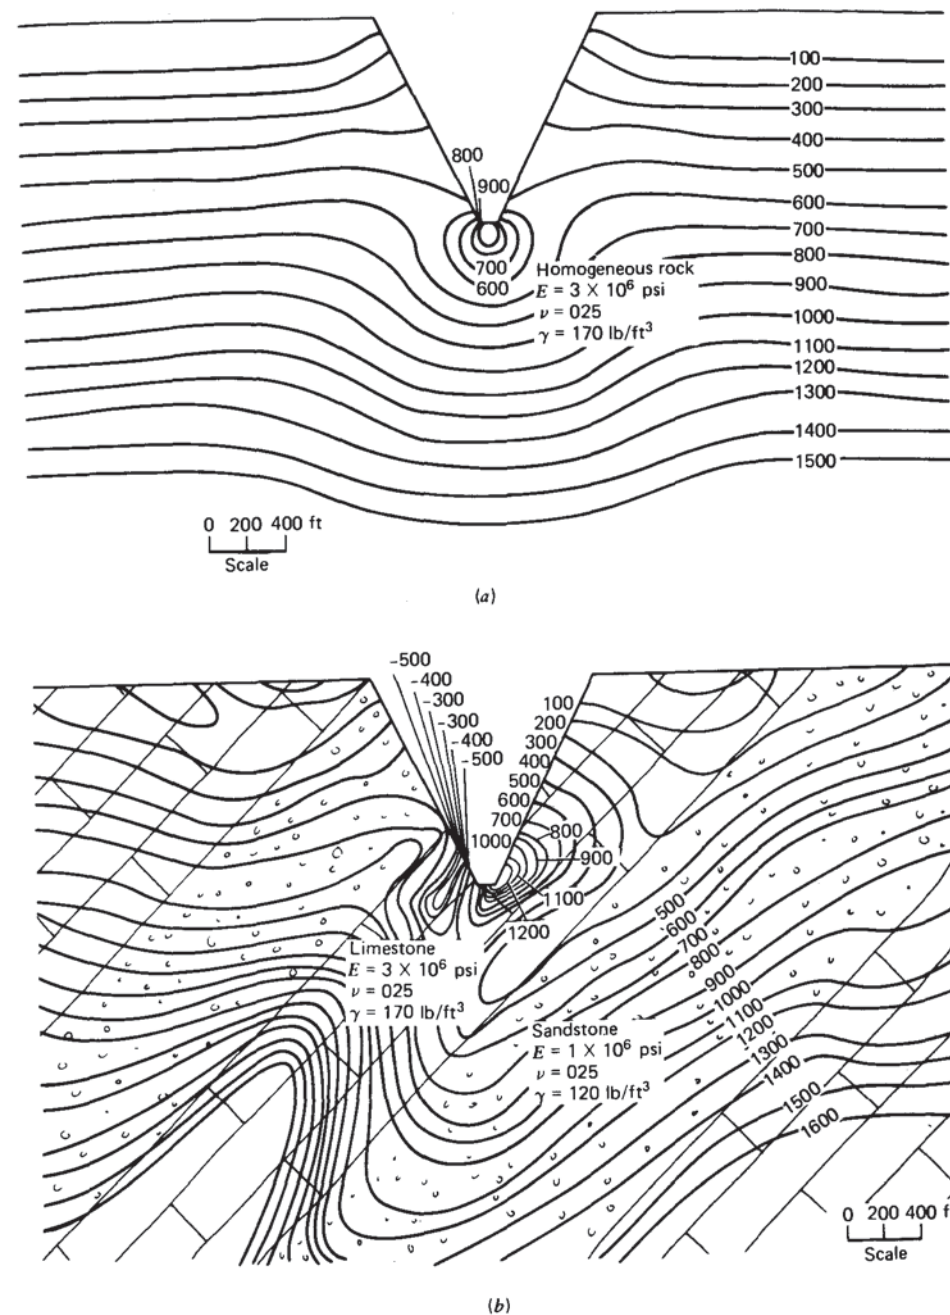 100
200
300
400
500
600
700
800
900
1000
1100
1200
1300
1400
1500
800
900
700
600
Homogeneous rock
E = 3 × 10⁶ psi
ν = 025
γ = 170 lb/ft³
0 200 400 ft
Scale
(a)
-500
-400
-300
-300
-400
-500
100
200
300
400
500
600
700
1000
800
900
1100
1200
Limestone
E = 3 × 10⁶ psi
ν = 025
γ = 170 lb/ft³
Sandstone
E = 1 × 10⁶ psi
ν = 025
γ = 120 lb/ft³
500
600
700
800
900
1000
1100
1200
1300
1400
1500
1600
0 200 400 f
Scale
(b)